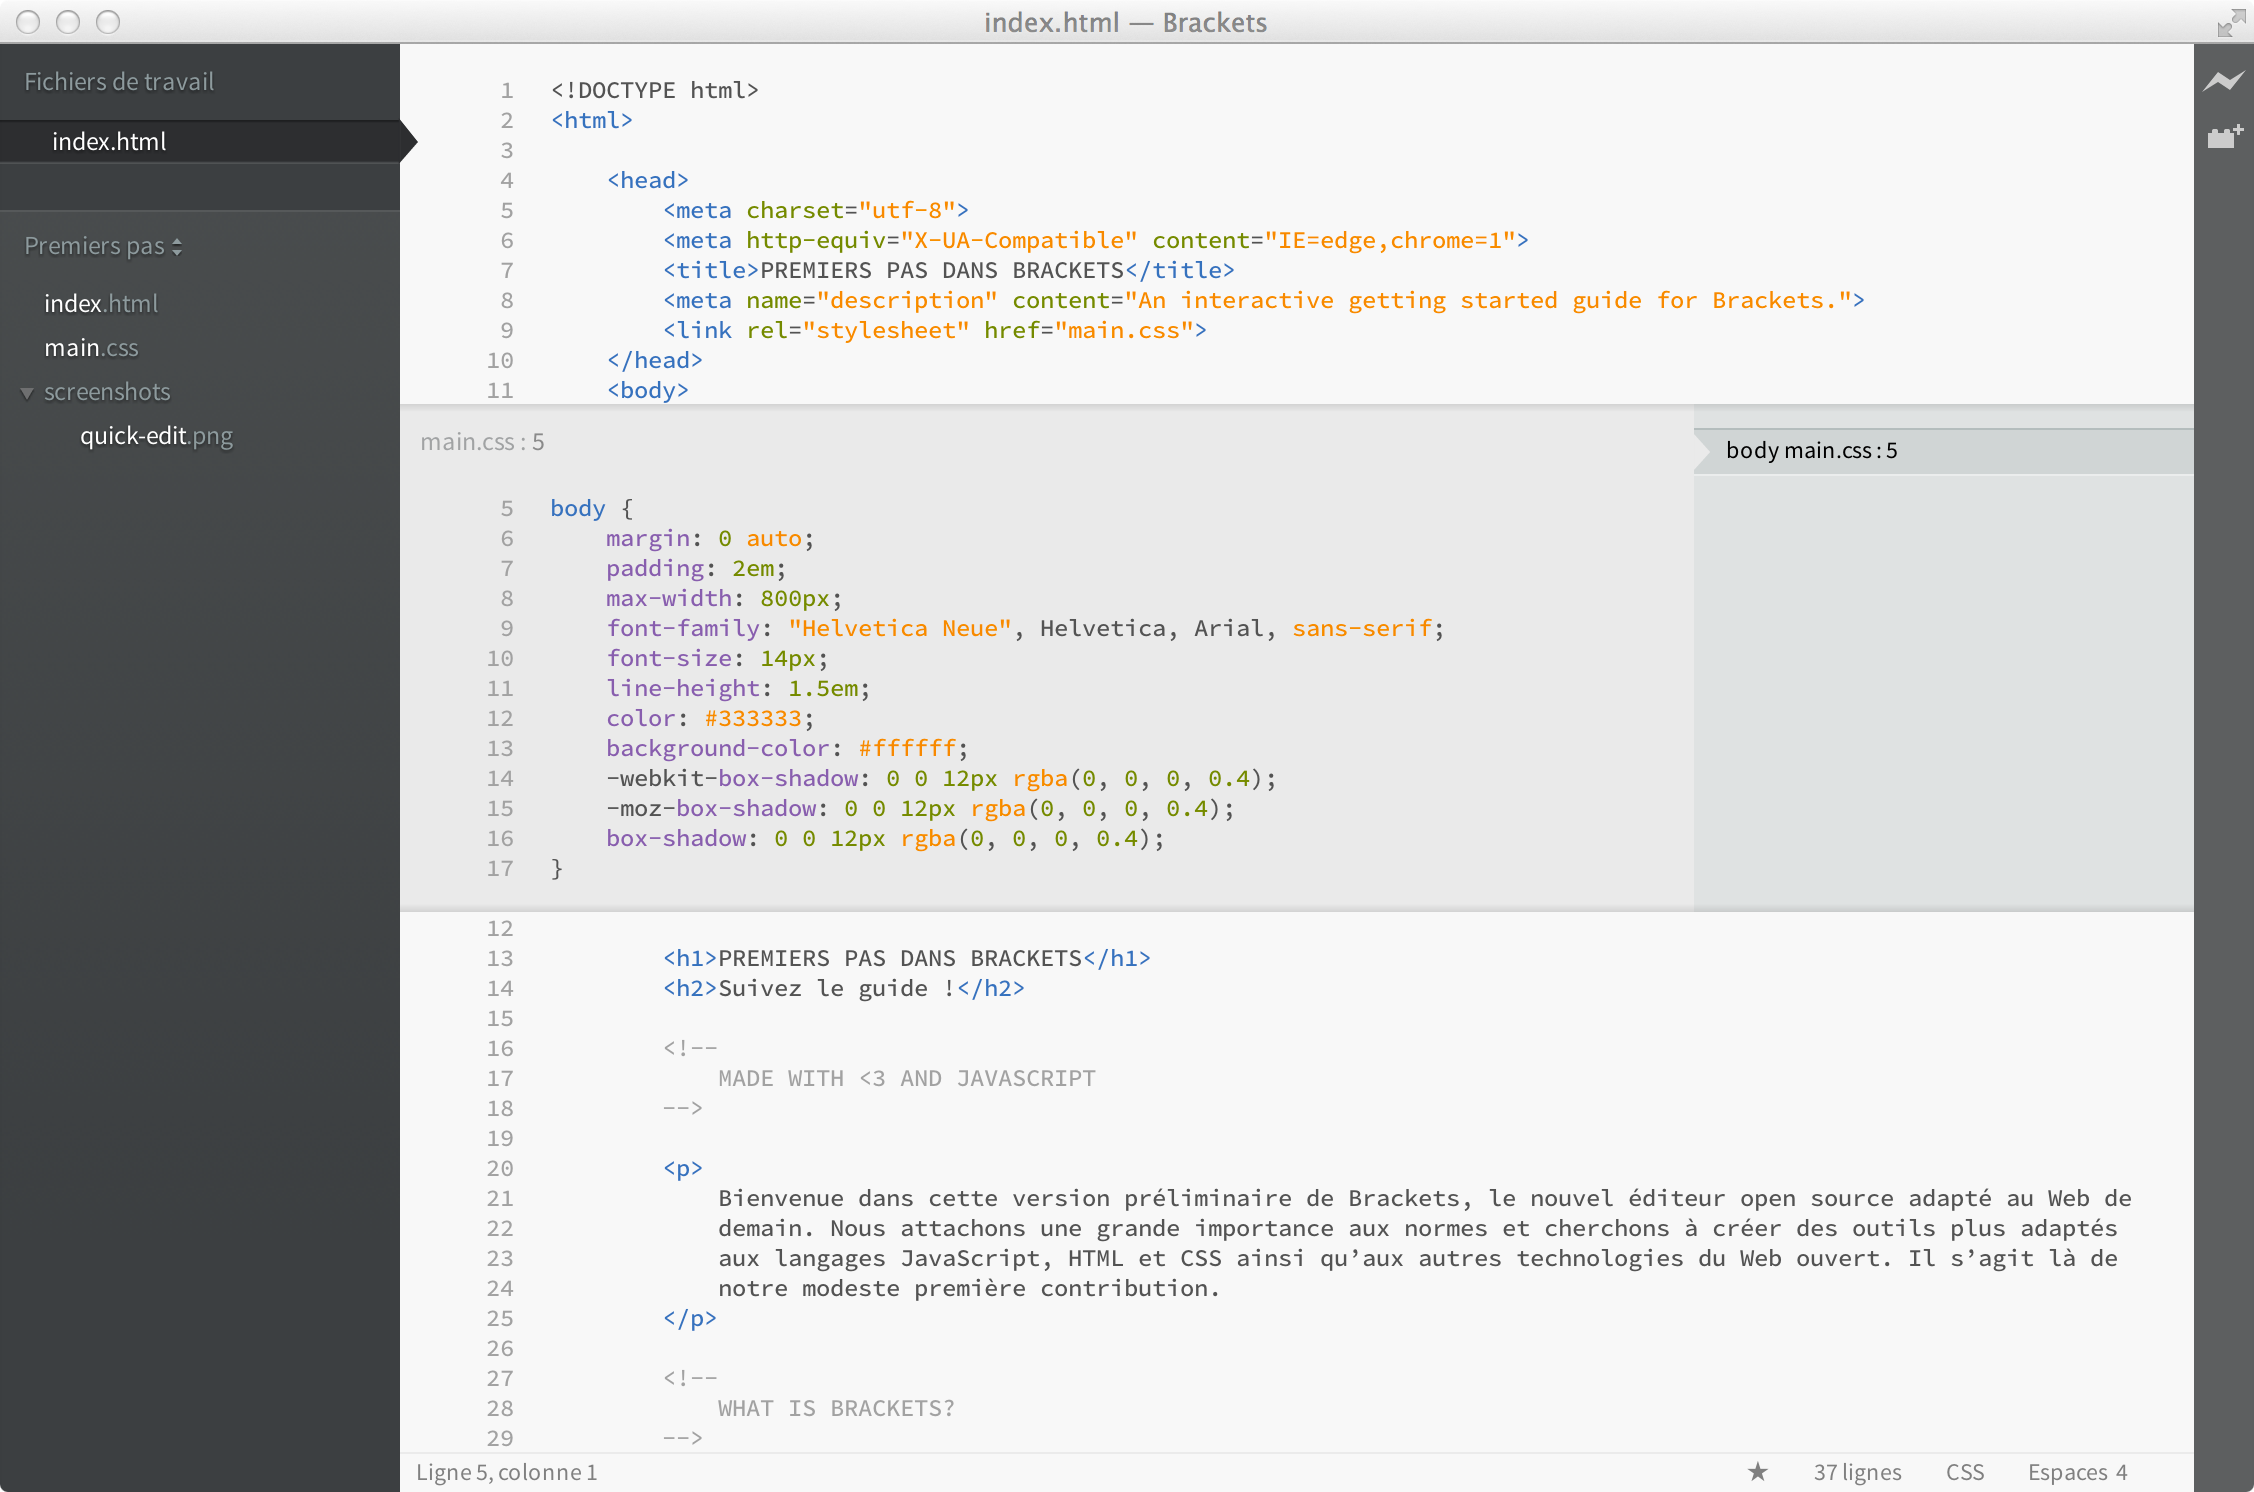 index.html — Brackets
Fichiers de travail
index.html
Premiers pas
index.html
main.css
screenshots
quick-edit.png
1 <!DOCTYPE html>
2 <html>
3
4 <head>
5 <meta charset="utf-8">
6 <meta http-equiv="X-UA-Compatible" content="IE=edge,chrome=1">
7 <title>PREMIERS PAS DANS BRACKETS</title>
8 <meta name="description" content="An interactive getting started guide for Brackets.">
9 <link rel="stylesheet" href="main.css">
10 </head>
11 <body>
main.css : 5
body main.css : 5
5 body {
6 margin: 0 auto;
7 padding: 2em;
8 max-width: 800px;
9 font-family: "Helvetica Neue", Helvetica, Arial, sans-serif;
10 font-size: 14px;
11 line-height: 1.5em;
12 color: #333333;
13 background-color: #ffffff;
14 -webkit-box-shadow: 0 0 12px rgba(0, 0, 0, 0.4);
15 -moz-box-shadow: 0 0 12px rgba(0, 0, 0, 0.4);
16 box-shadow: 0 0 12px rgba(0, 0, 0, 0.4);
17 }
12
13 <h1>PREMIERS PAS DANS BRACKETS</h1>
14 <h2>Suivez le guide !</h2>
15
16 <!--
17 MADE WITH <3 AND JAVASCRIPT
18 -->
19
20 <p>
21 Bienvenue dans cette version préliminaire de Brackets, le nouvel éditeur open source adapté au Web de
22 demain. Nous attachons une grande importance aux normes et cherchons à créer des outils plus adaptés
23 aux langages JavaScript, HTML et CSS ainsi qu’aux autres technologies du Web ouvert. Il s’agit là de
24 notre modeste première contribution.
25 </p>
26
27 <!--
28 WHAT IS BRACKETS?
29 -->
Ligne 5, colonne 1
37 lignes CSS Espaces 4